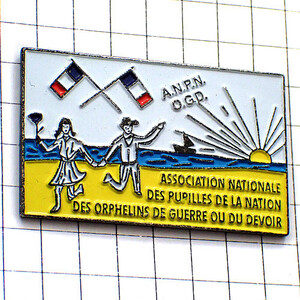 A.N.P.N.
O.G.D.
ASSOCIATION NATIONALE
DES PUPILLES DE LA NATION
DES ORPHELINS DE GUERRE OU DU DEVOIR